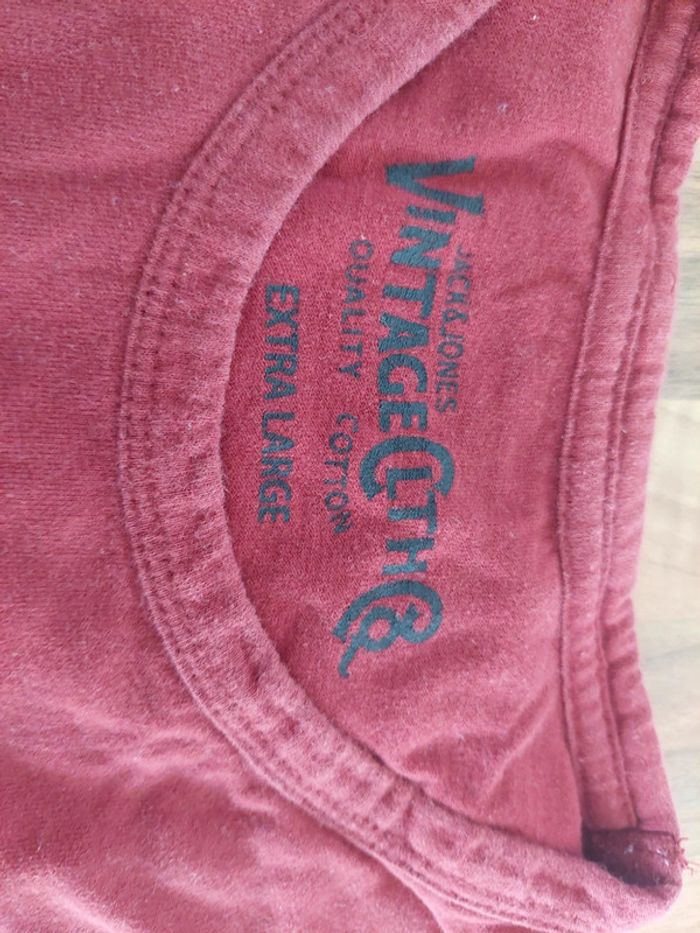 JACK&JONES
VINTAGE CLTH Co
QUALITY COTTON
EXTRA LARGE